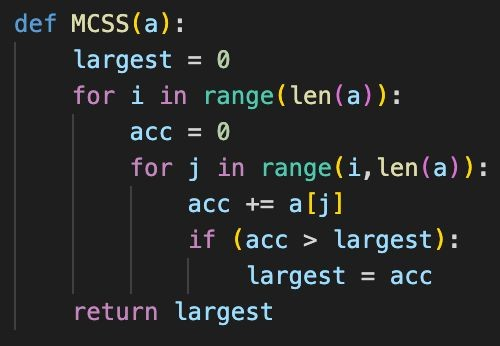 def MCSS(a):
    largest = 0
    for i in range(len(a)):
        acc = 0
        for j in range(i,len(a)):
            acc += a[j]
            if (acc > largest):
                largest = acc
    return largest